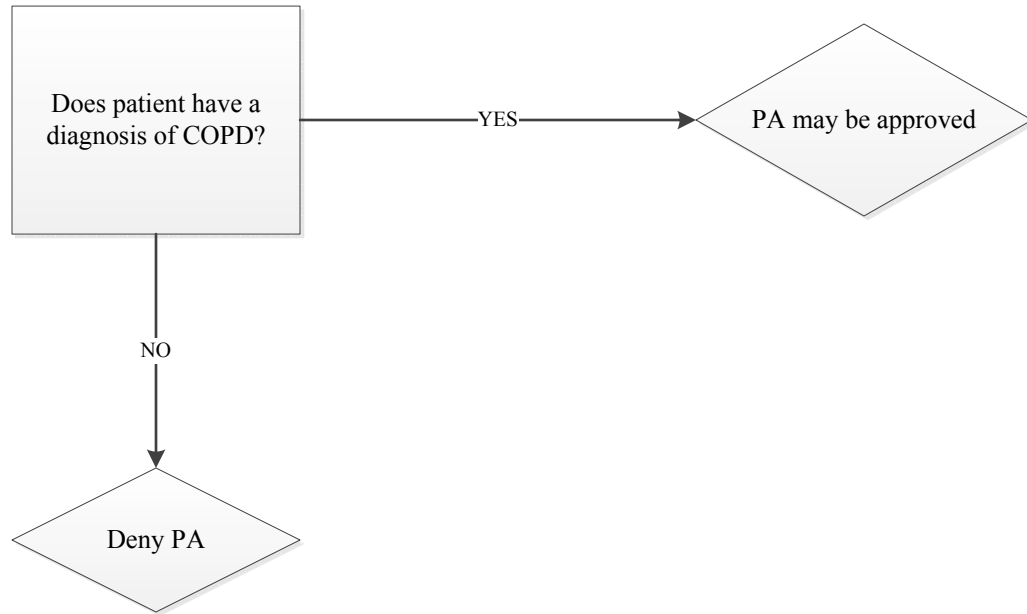 Does patient have a
diagnosis of COPD?
YES
PA may be approved
NO
Deny PA